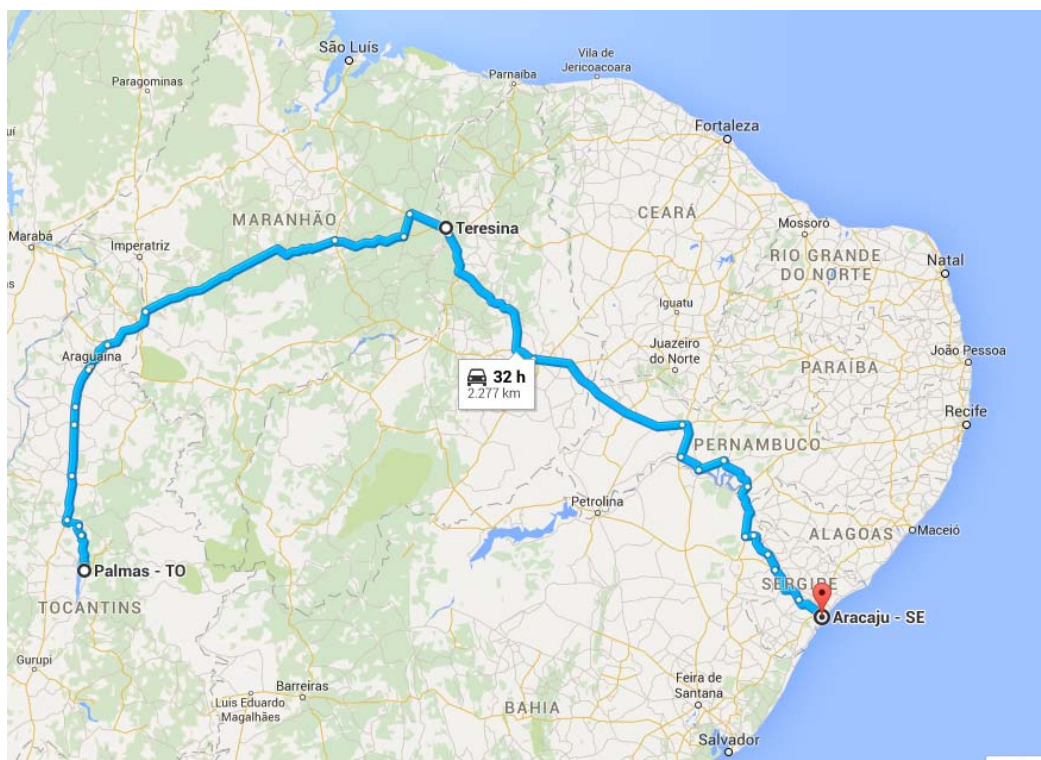 São Luís
Vila de
Jericoacoara
Parnaíba
Paragominas
Fortaleza
MARANHÃO
Teresina
CEARÁ
Mossoró
Marabá
Imperatriz
RIO GRANDE
DO NORTE
Natal
Iguatu
Araguaína
Juazeiro
do Norte
João Pessoa
32 h
2.277 km
PARAÍBA
Recife
PERNAMBUCO
Petrolina
ALAGOAS
Maceió
Palmas - TO
SERGIPE
TOCANTINS
Aracaju - SE
Gurupi
Barreiras
Luis Eduardo
Magalhães
Feira de
Santana
BAHIA
Salvador